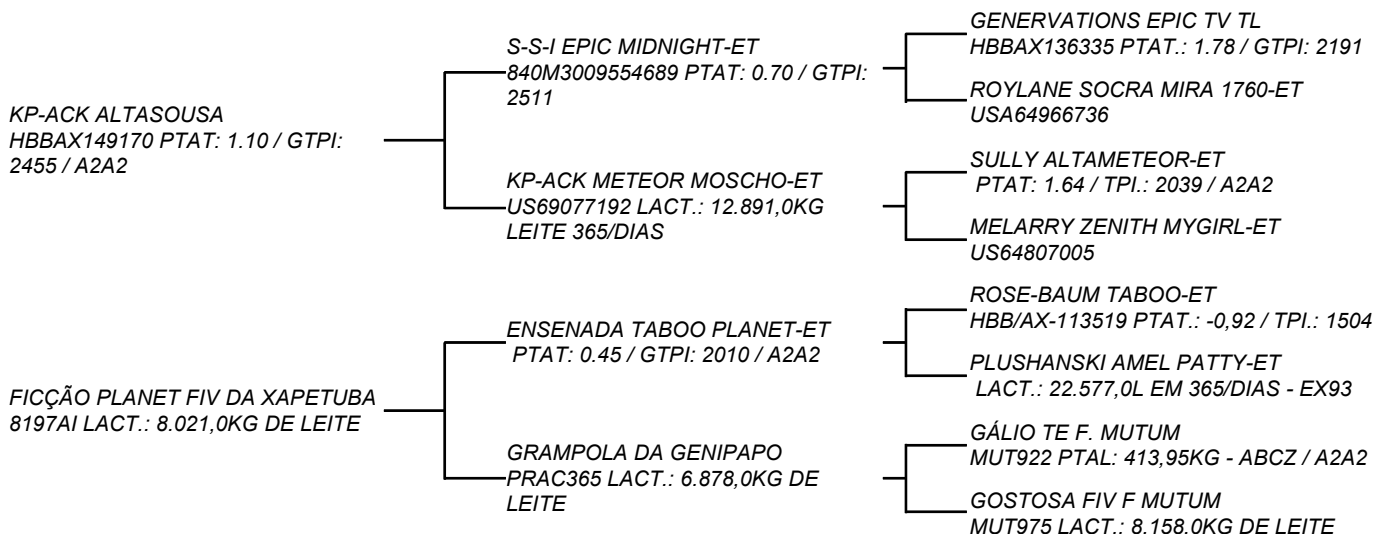 KP-ACK ALTASOUSA
HBBAX149170 PTAT: 1.10 / GTPI:
2455 / A2A2
S-S-I EPIC MIDNIGHT-ET
840M3009554689 PTAT: 0.70 / GTPI:
2511
GENERVATIONS EPIC TV TL
HBBAX136335 PTAT.: 1.78 / GTPI: 2191
ROYLANE SOCRA MIRA 1760-ET
USA64966736
KP-ACK METEOR MOSCHO-ET
US69077192 LACT.: 12.891,0KG
LEITE 365/DIAS
SULLY ALTAMETEOR-ET
PTAT: 1.64 / TPI.: 2039 / A2A2
MELARRY ZENITH MYGIRL-ET
US64807005
FICÇÃO PLANET FIV DA XAPETUBA
8197AI LACT.: 8.021,0KG DE LEITE
ENSENADA TABOO PLANET-ET
PTAT: 0.45 / GTPI: 2010 / A2A2
ROSE-BAUM TABOO-ET
HBB/AX-113519 PTAT.: -0,92 / TPI.: 1504
PLUSHANSKI AMEL PATTY-ET
LACT.: 22.577,0L EM 365/DIAS - EX93
GRAMPOLA DA GENIPAPO
PRAC365 LACT.: 6.878,0KG DE
LEITE
GÁLIO TE F. MUTUM
MUT922 PTAL: 413,95KG - ABCZ / A2A2
GOSTOSA FIV F MUTUM
MUT975 LACT.: 8.158,0KG DE LEITE